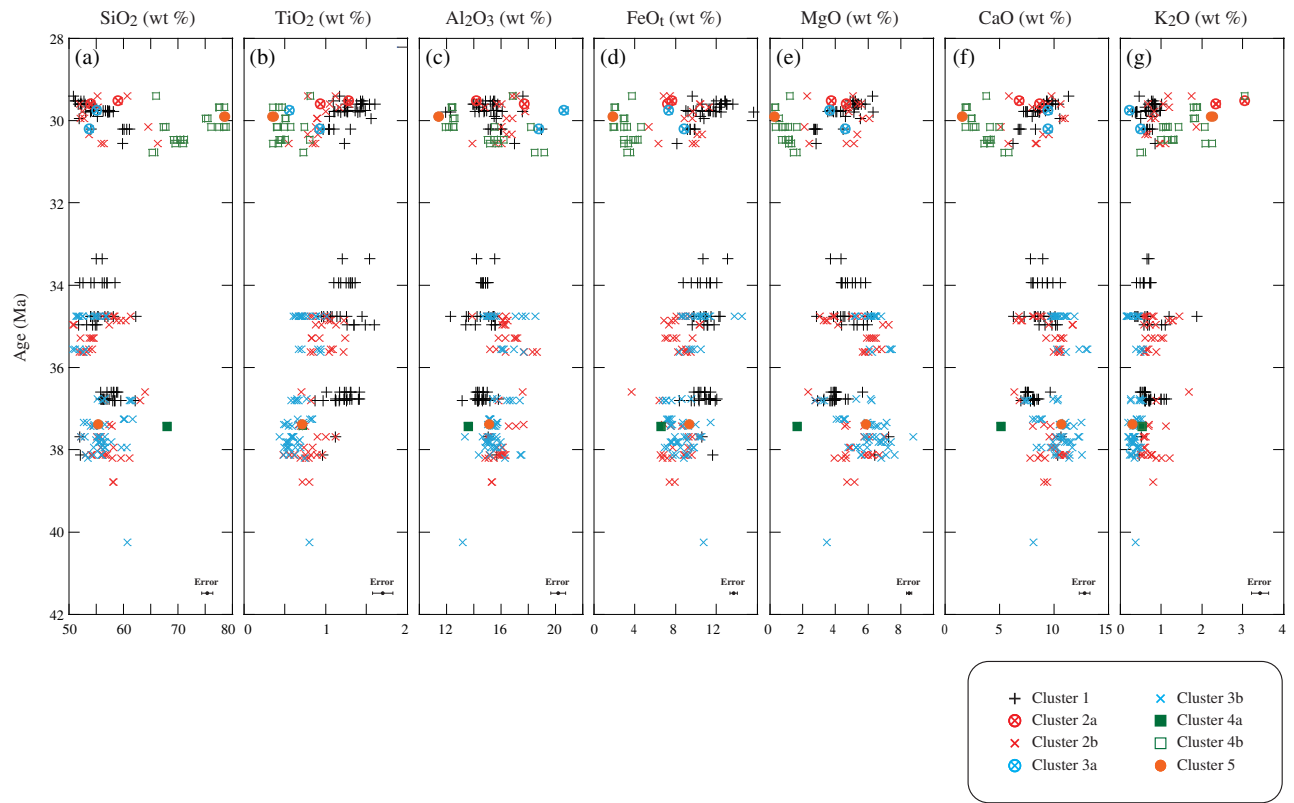 SiO2 (wt %) TiO2 (wt %) Al2O3 (wt %) FeOt (wt %) MgO (wt %) CaO (wt %) K2O (wt %)
28
(a) (b) (c) (d) (e) (f) (g)
30
32
34
Age (Ma)
36
38
40
Error Error Error Error Error Error Error
42
50 60 70 80 0 1 2 12 16 20 0 4 8 12 0 2 4 6 8 0 5 10 15 0 1 2 3 4
Cluster 1 Cluster 3b
Cluster 2a Cluster 4a
Cluster 2b Cluster 4b
Cluster 3a Cluster 5